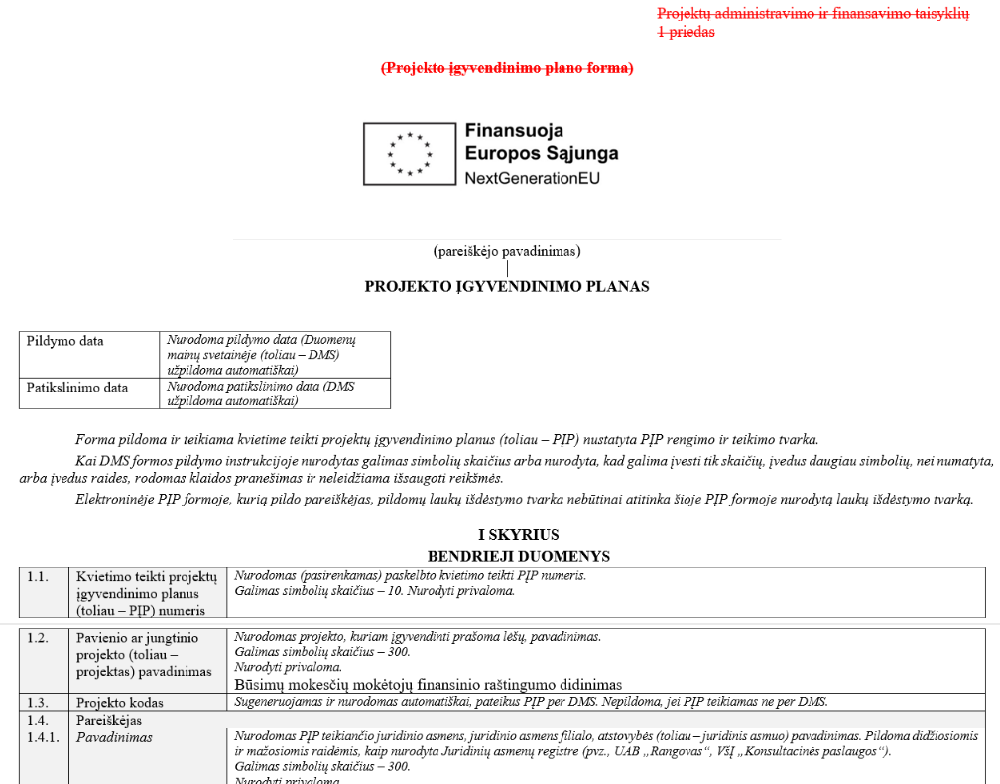 Projektų administravimo ir finansavimo taisyklių
1 priedas
(Projekto įgyvendinimo plano forma)
Finansuoja
Europos Sąjunga
NextGenerationEU
(pareiškėjo pavadinimas)
PROJEKTO ĮGYVENDINIMO PLANAS
Pildymo data
Nurodoma pildymo data (Duomenų
mainų svetainėje (toliau – DMS)
užpildoma automatiškai)
Patikslinimo data
Nurodoma patikslinimo data (DMS
užpildoma automatiškai)
Forma pildoma ir teikiama kvietime teikti projektų įgyvendinimo planus (toliau – PĮP) nustatyta PĮP rengimo ir teikimo tvarka.
Kai DMS formos pildymo instrukcijoje nurodytas galimas simbolių skaičius arba nurodyta, kad galima įvesti tik skaičių, įvedus daugiau simbolių, nei numatyta,
arba įvedus raides, rodomas klaidos pranešimas ir neleidžiama išsaugoti reikšmės.
Elektroninėje PĮP formoje, kurią pildo pareiškėjas, pildomų laukų išdėstymo tvarka nebūtinai atitinka šioje PĮP formoje nurodytą laukų išdėstymo tvarką.
I SKYRIUS
BENDRIEJI DUOMENYS
1.1.
Kvietimo teikti projektų
įgyvendinimo planus
(toliau – PĮP) numeris
Nurodomas (pasirenkamas) paskelbto kvietimo teikti PĮP numeris.
Galimas simbolių skaičius – 10. Nurodyti privaloma.
1.2.
Pavienio ar jungtinio
projekto (toliau –
projektas) pavadinimas
Nurodomas projekto, kuriam įgyvendinti prašoma lėšų, pavadinimas.
Galimas simbolių skaičius – 300.
Nurodyti privaloma.
Būsimų mokesčių mokėtojų finansinio raštingumo didinimas
1.3.
Projekto kodas
Sugeneruojamas ir nurodomas automatiškai, pateikus PĮP per DMS. Nepildoma, jei PĮP teikiamas ne per DMS.
1.4.
Pareiškėjas
1.4.1.
Pavadinimas
Nurodomas PĮP teikiančio juridinio asmens, juridinio asmens filialo, atstovybės (toliau – juridinis asmuo) pavadinimas. Pildoma didžiosiomis
ir mažosiomis raidėmis, kaip nurodyta Juridinių asmenų registre (pvz., UAB „Rangovas“, VšĮ „Konsultacinės paslaugos“).
Galimas simbolių skaičius – 300.
Nurodyti privaloma.